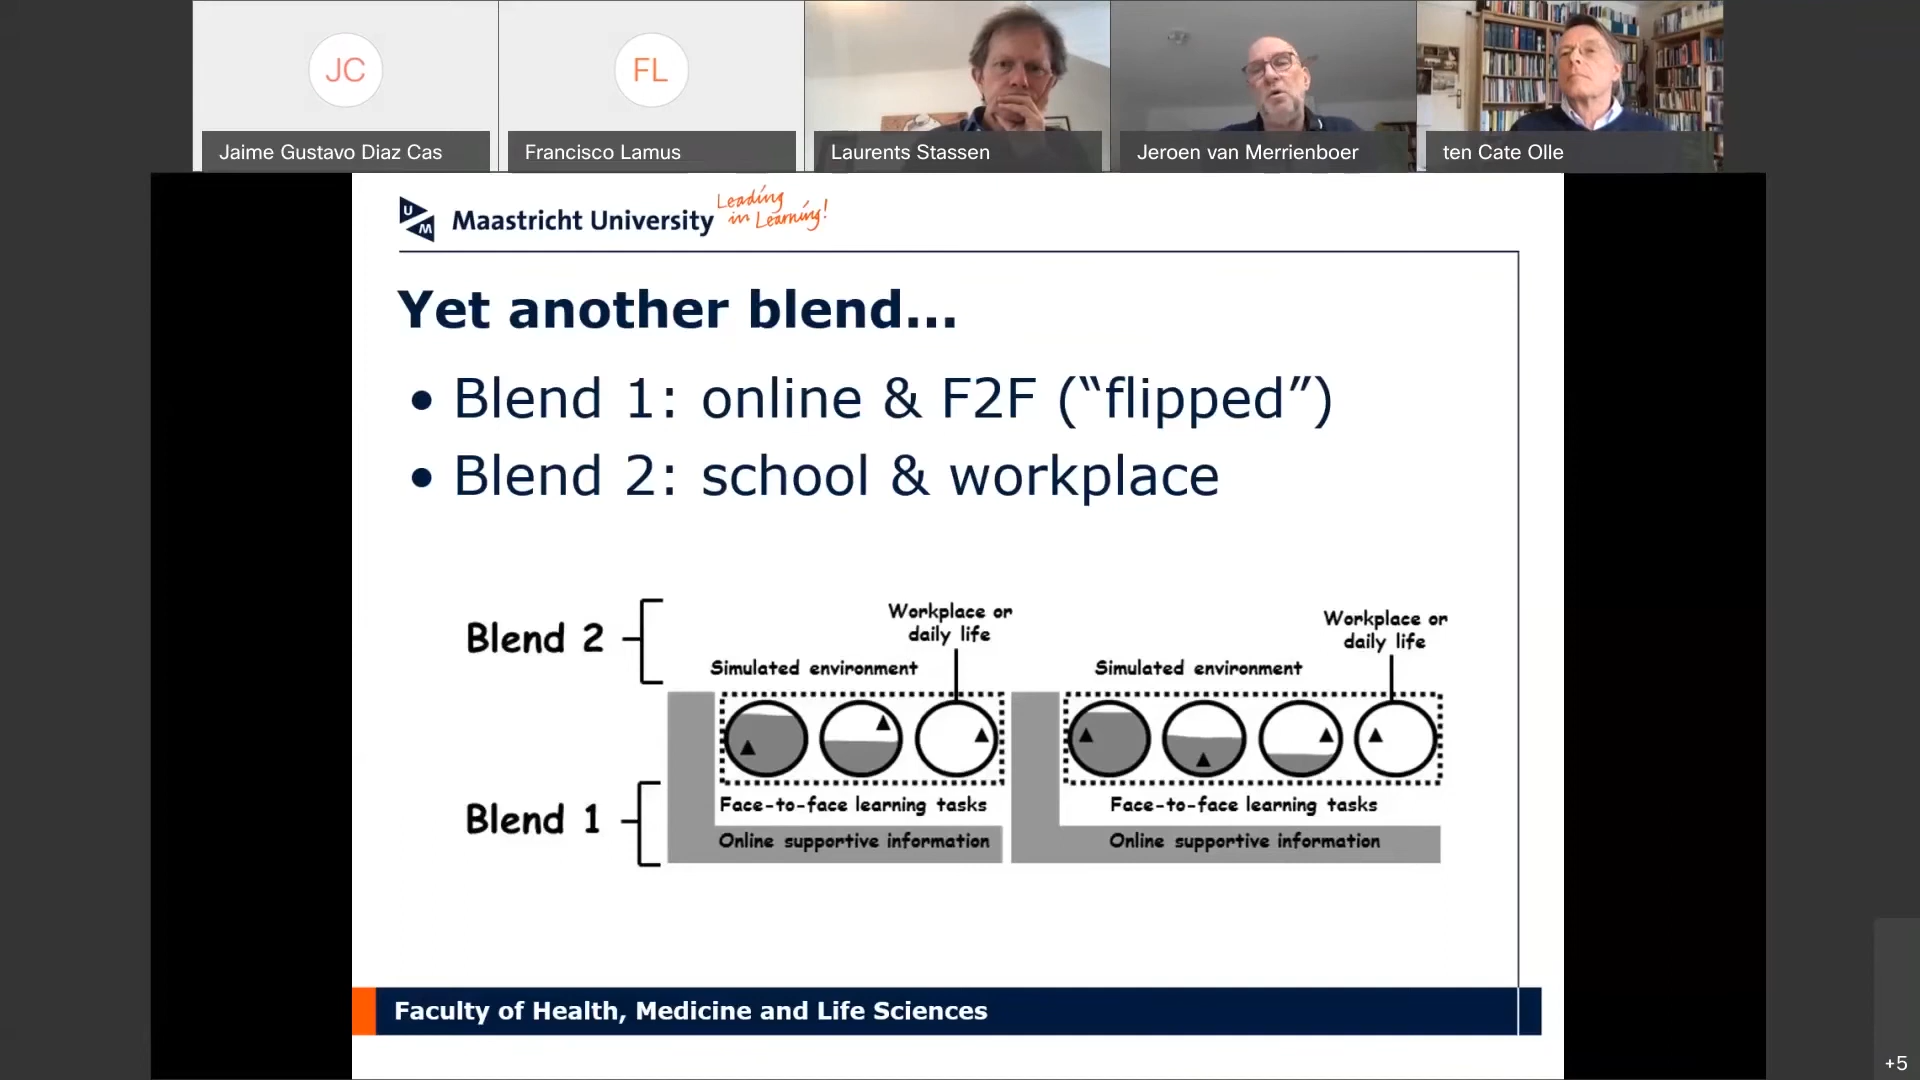 JC
FL
Jaime Gustavo Diaz Cas
Francisco Lamus
Laurents Stassen
Jeroen van Merrienboer
ten Cate Olle
UM
Maastricht University
Leading
in Learning!
Yet another blend...
• Blend 1: online & F2F (“flipped”)
• Blend 2: school & workplace
Blend 2
Workplace or
daily life
Workplace or
daily life
Simulated environment
Simulated environment
Face-to-face learning tasks
Face-to-face learning tasks
Blend 1
Online supportive information
Online supportive information
Faculty of Health, Medicine and Life Sciences
+5